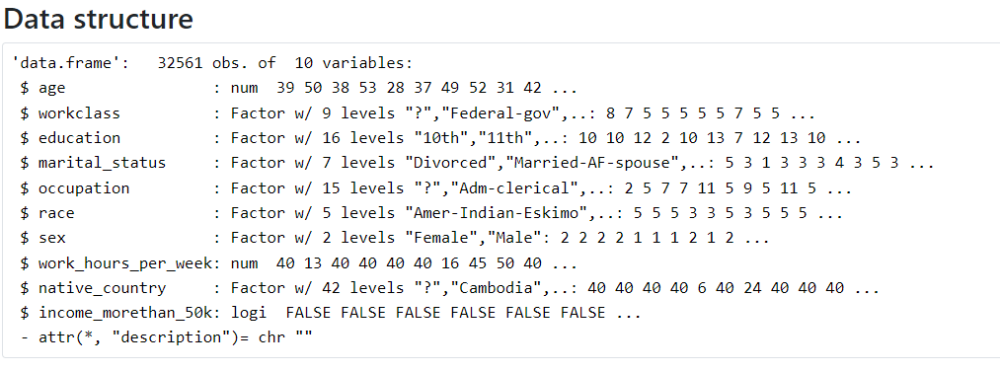 Data structure
'data.frame':   32561 obs. of  10 variables:
 $ age                : num  39 50 38 53 28 37 49 52 31 42 ...
 $ workclass          : Factor w/ 9 levels "?","Federal-gov",..: 8 7 5 5 5 5 5 7 5 5 ...
 $ education          : Factor w/ 16 levels "10th","11th",..: 10 10 12 2 10 13 7 12 13 10 ...
 $ marital_status     : Factor w/ 7 levels "Divorced","Married-AF-spouse",..: 5 3 1 3 3 3 4 3 5 3 ...
 $ occupation         : Factor w/ 15 levels "?","Adm-clerical",..: 2 5 7 7 11 5 9 5 11 5 ...
 $ race               : Factor w/ 5 levels "Amer-Indian-Eskimo",..: 5 5 5 3 3 5 3 5 5 5 ...
 $ sex                : Factor w/ 2 levels "Female","Male": 2 2 2 2 1 1 1 2 1 2 ...
 $ work_hours_per_week: num  40 13 40 40 40 40 16 45 50 40 ...
 $ native_country     : Factor w/ 42 levels "?","Cambodia",..: 40 40 40 40 6 40 24 40 40 40 ...
 $ income_morethan_50k: logi  FALSE FALSE FALSE FALSE FALSE FALSE ...
 - attr(*, "description")= chr ""